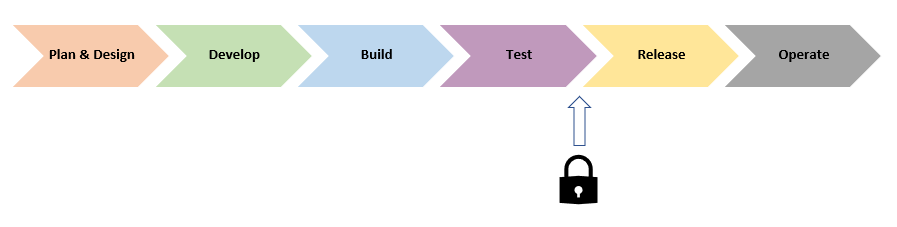 Plan & Design
Develop
Build
Test
Release
Operate